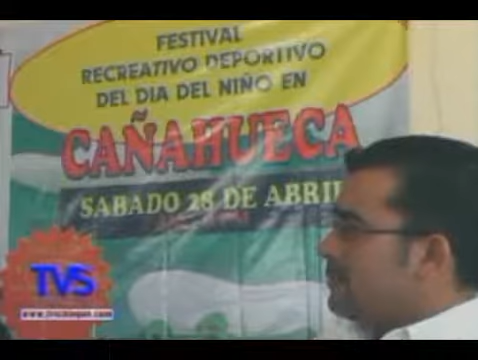 FESTIVAL
RECREATIVO DEPORTIVO
DEL DIA DEL NIÑO EN
CAÑAHUECA
SABADO 28 DE ABRIL
TVS